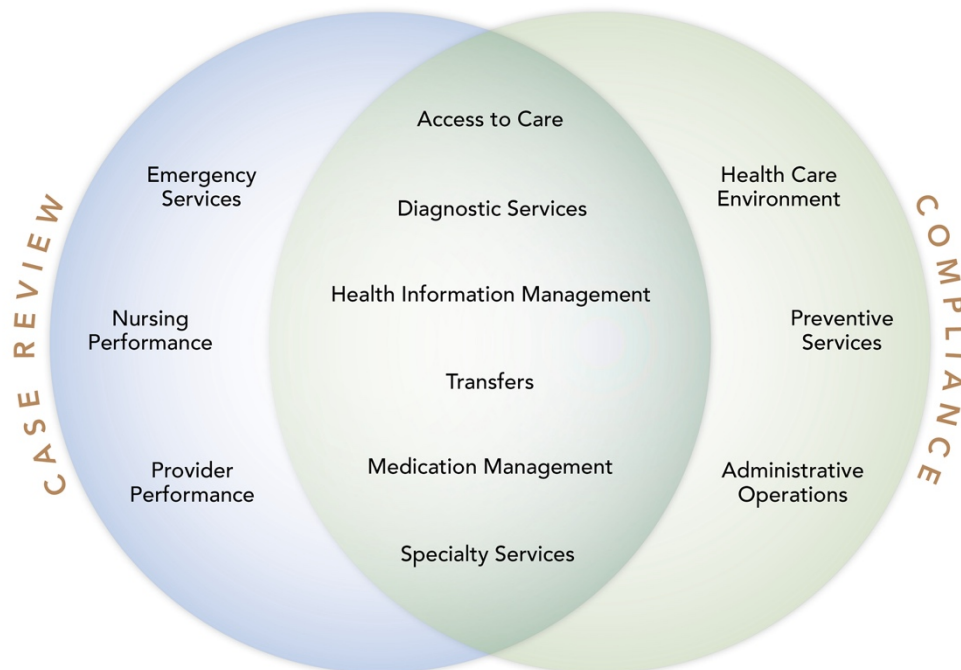 CASE REVIEW
Emergency
Services
Nursing
Performance
Provider
Performance
Access to Care
Diagnostic Services
Health Information Management
Transfers
Medication Management
Specialty Services
Health Care
Environment
Preventive
Services
Administrative
Operations
COMPLIANCE